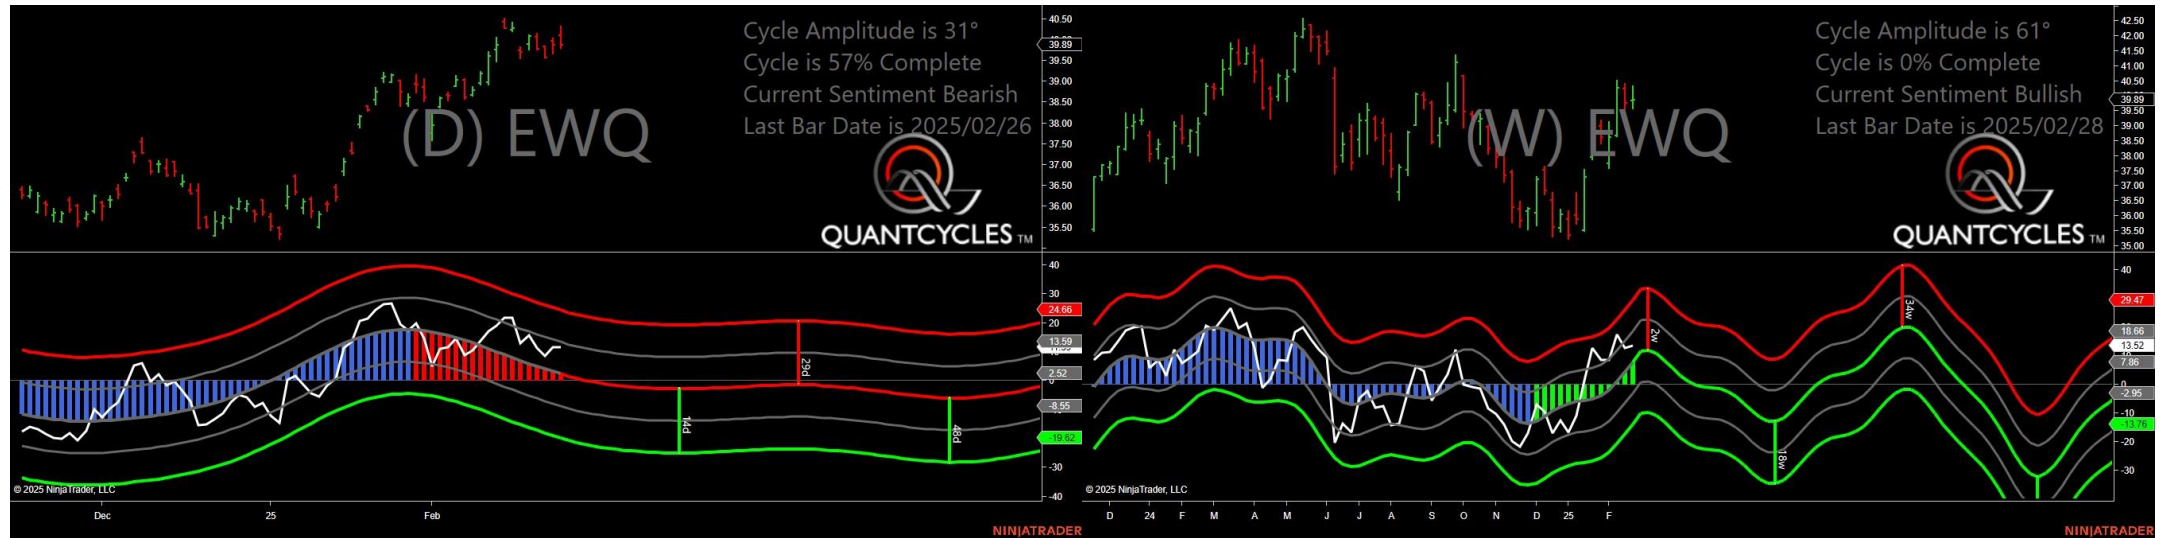 Cycle Amplitude is 31°
Cycle is 57% Complete
Current Sentiment Bearish
Last Bar Date is 2025/02/26
(D) EWQ
QUANTCYCLES TM
40.50
39.89
39.50
39.00
38.50
38.00
37.50
37.00
36.50
36.00
35.50
40
30
24.66
20
13.59
2.52
0
-8.55
-19.62
-30
-40
29d
14d
48d
© 2025 NinjaTrader, LLC
Dec
25
Feb
NINJATRADER
Cycle Amplitude is 61°
Cycle is 0% Complete
Current Sentiment Bullish
Last Bar Date is 2025/02/28
(W) EWQ
QUANTCYCLES TM
42.50
42.00
41.50
41.00
40.50
39.89
39.50
39.00
38.50
38.00
37.50
37.00
36.50
36.00
35.50
35.00
40
29.47
18.66
13.52
7.86
0
-2.95
-10
-13.76
-20
-30
2w
34w
18w
© 2025 NinjaTrader, LLC
D 24 F M A M J J A S O N D 25 F
NINJATRADER